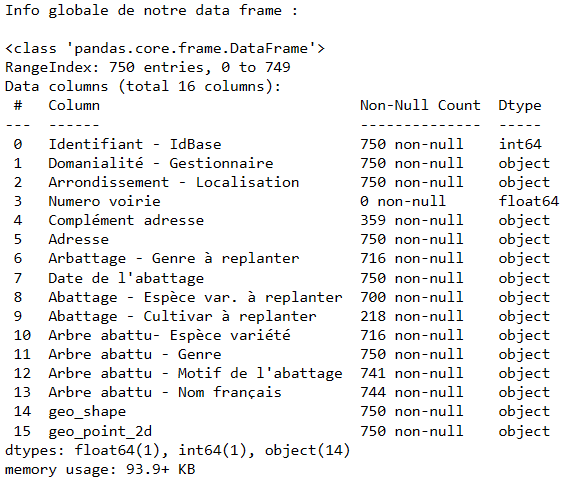 Info globale de notre data frame :
<class 'pandas.core.frame.DataFrame'>
RangeIndex: 750 entries, 0 to 749
Data columns (total 16 columns):
 #   Column                                Non-Null Count  Dtype
---  ------                                --------------  -----
 0   Identifiant - IdBase                  750 non-null    int64
 1   Domanialité - Gestionnaire            750 non-null    object
 2   Arrondissement - Localisation         750 non-null    object
 3   Numero voirie                         0 non-null      float64
 4   Complément adresse                    359 non-null    object
 5   Adresse                               750 non-null    object
 6   Arbattage - Genre à replanter         716 non-null    object
 7   Date de l'abattage                    750 non-null    object
 8   Abattage - Espèce var. à replanter    700 non-null    object
 9   Abattage - Cultivar à replanter       218 non-null    object
 10  Arbre abattu- Espèce variété          716 non-null    object
 11  Arbre abattu - Genre                  750 non-null    object
 12  Arbre abattu - Motif de l'abattage    741 non-null    object
 13  Arbre abattu - Nom français           744 non-null    object
 14  geo_shape                             750 non-null    object
 15  geo_point_2d                          750 non-null    object
dtypes: float64(1), int64(1), object(14)
memory usage: 93.9+ KB